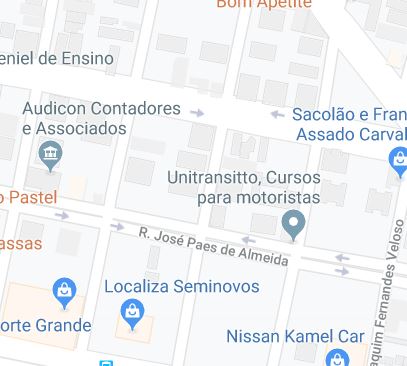 Bom Apetite
eniel de Ensino
Audicon Contadores
e Associados
Sacolão e Fran
Assado Carval
Unitransitto, Cursos
para motoristas
o Pastel
assas
R. José Paes de Almeida
Localiza Seminovos
orte Grande
Nissan Kamel Car
aquim Fernandes Veloso